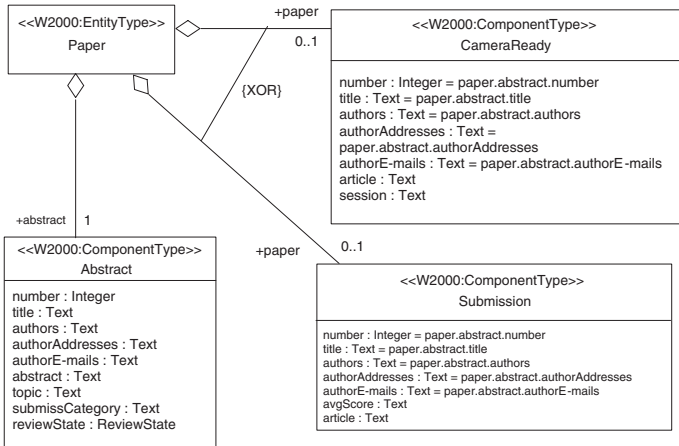 <<W2000:EntityType>>
Paper
+paper
0..1
{XOR}
<<W2000:ComponentType>>
CameraReady
number : Integer = paper.abstract.number
title : Text = paper.abstract.title
authors : Text = paper.abstract.authors
authorAddresses : Text =
paper.abstract.authorAddresses
authorE-mails : Text = paper.abstract.authorE-mails
article : Text
session : Text
+abstract 1
<<W2000:ComponentType>>
Abstract
number : Integer
title : Text
authors : Text
authorAddresses : Text
authorE-mails : Text
abstract : Text
topic : Text
submissCategory : Text
reviewState : ReviewState
+paper 0..1
<<W2000:ComponentType>>
Submission
number : Integer = paper.abstract.number
title : Text = paper.abstract.title
authors : Text = paper.abstract.authors
authorAddresses : Text = paper.abstract.authorAddresses
authorE-mails : Text = paper.abstract.authorE-mails
avgScore : Text
article : Text